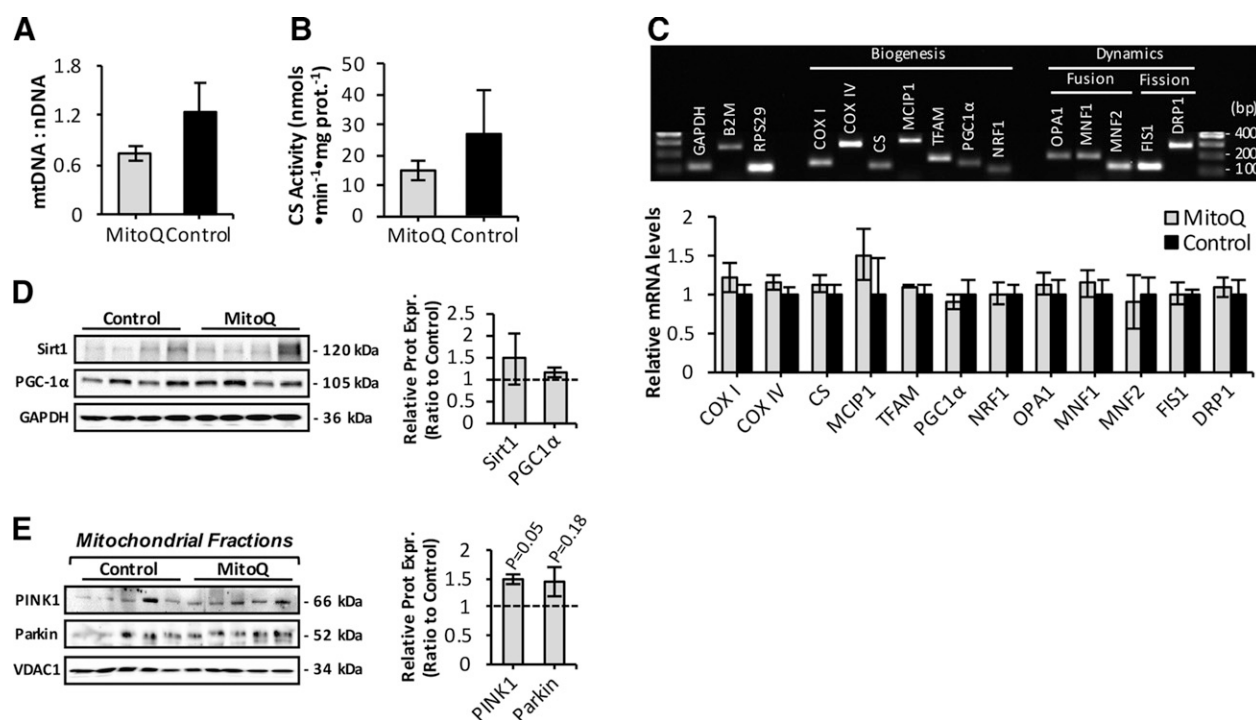 A
mtDNA : nDNA
1.8
1.2
0.6
0
MitoQ Control
B
CS Activity (nmols
•min⁻¹•mg prot.⁻¹)
50
40
30
20
10
0
MitoQ Control
C
Biogenesis
Dynamics
Fusion
Fission
(bp)
GAPDH
B2M
RPS29
COX I
COX IV
CS
MCIP1
TFAM
PGC1α
NRF1
OPA1
MNF1
MNF2
FIS1
DRP1
- 400
- 200
- 100
Relative mRNA levels
2
1.5
1
0.5
0
MitoQ
Control
COX I
COX IV
CS
MCIP1
TFAM
PGC1α
NRF1
OPA1
MNF1
MNF2
FIS1
DRP1
D
Control MitoQ
Sirt1 - 120 kDa
PGC-1α - 105 kDa
GAPDH - 36 kDa
Relative Prot Expr.
(Ratio to Control)
2.5
2
1.5
1
0.5
0
Sirt1
PGC1α
E
Mitochondrial Fractions
Control MitoQ
PINK1 - 66 kDa
Parkin - 52 kDa
VDAC1 - 34 kDa
Relative Prot Expr.
(Ratio to Control)
2
1.5
1
0.5
0
P=0.05
P=0.18
PINK1
Parkin